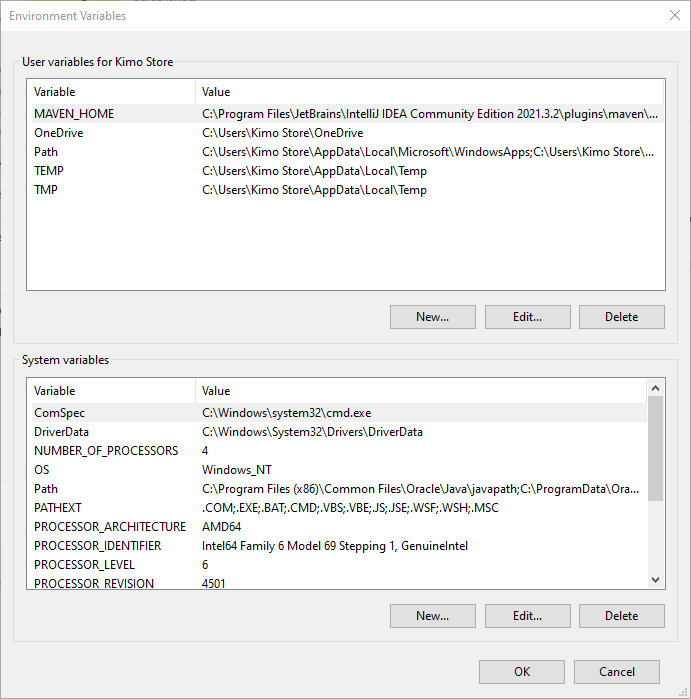 Environment Variables
User variables for Kimo Store
Variable Value
MAVEN_HOME C:\Program Files\JetBrains\IntelliJ IDEA Community Edition 2021.3.2\plugins\maven\...
OneDrive C:\Users\Kimo Store\OneDrive
Path C:\Users\Kimo Store\AppData\Local\Microsoft\WindowsApps;C:\Users\Kimo Store\...
TEMP C:\Users\Kimo Store\AppData\Local\Temp
TMP C:\Users\Kimo Store\AppData\Local\Temp
New... Edit... Delete
System variables
Variable Value
ComSpec C:\Windows\system32\cmd.exe
DriverData C:\Windows\System32\Drivers\DriverData
NUMBER_OF_PROCESSORS 4
OS Windows_NT
Path C:\Program Files (x86)\Common Files\Oracle\Java\javapath;C:\ProgramData\Ora...
PATHEXT .COM;.EXE;.BAT;.CMD;.VBS;.VBE;.JS;.JSE;.WSF;.WSH;.MSC
PROCESSOR_ARCHITECTURE AMD64
PROCESSOR_IDENTIFIER Intel64 Family 6 Model 69 Stepping 1, GenuineIntel
PROCESSOR_LEVEL 6
PROCESSOR_REVISION 4501
New... Edit... Delete
OK Cancel